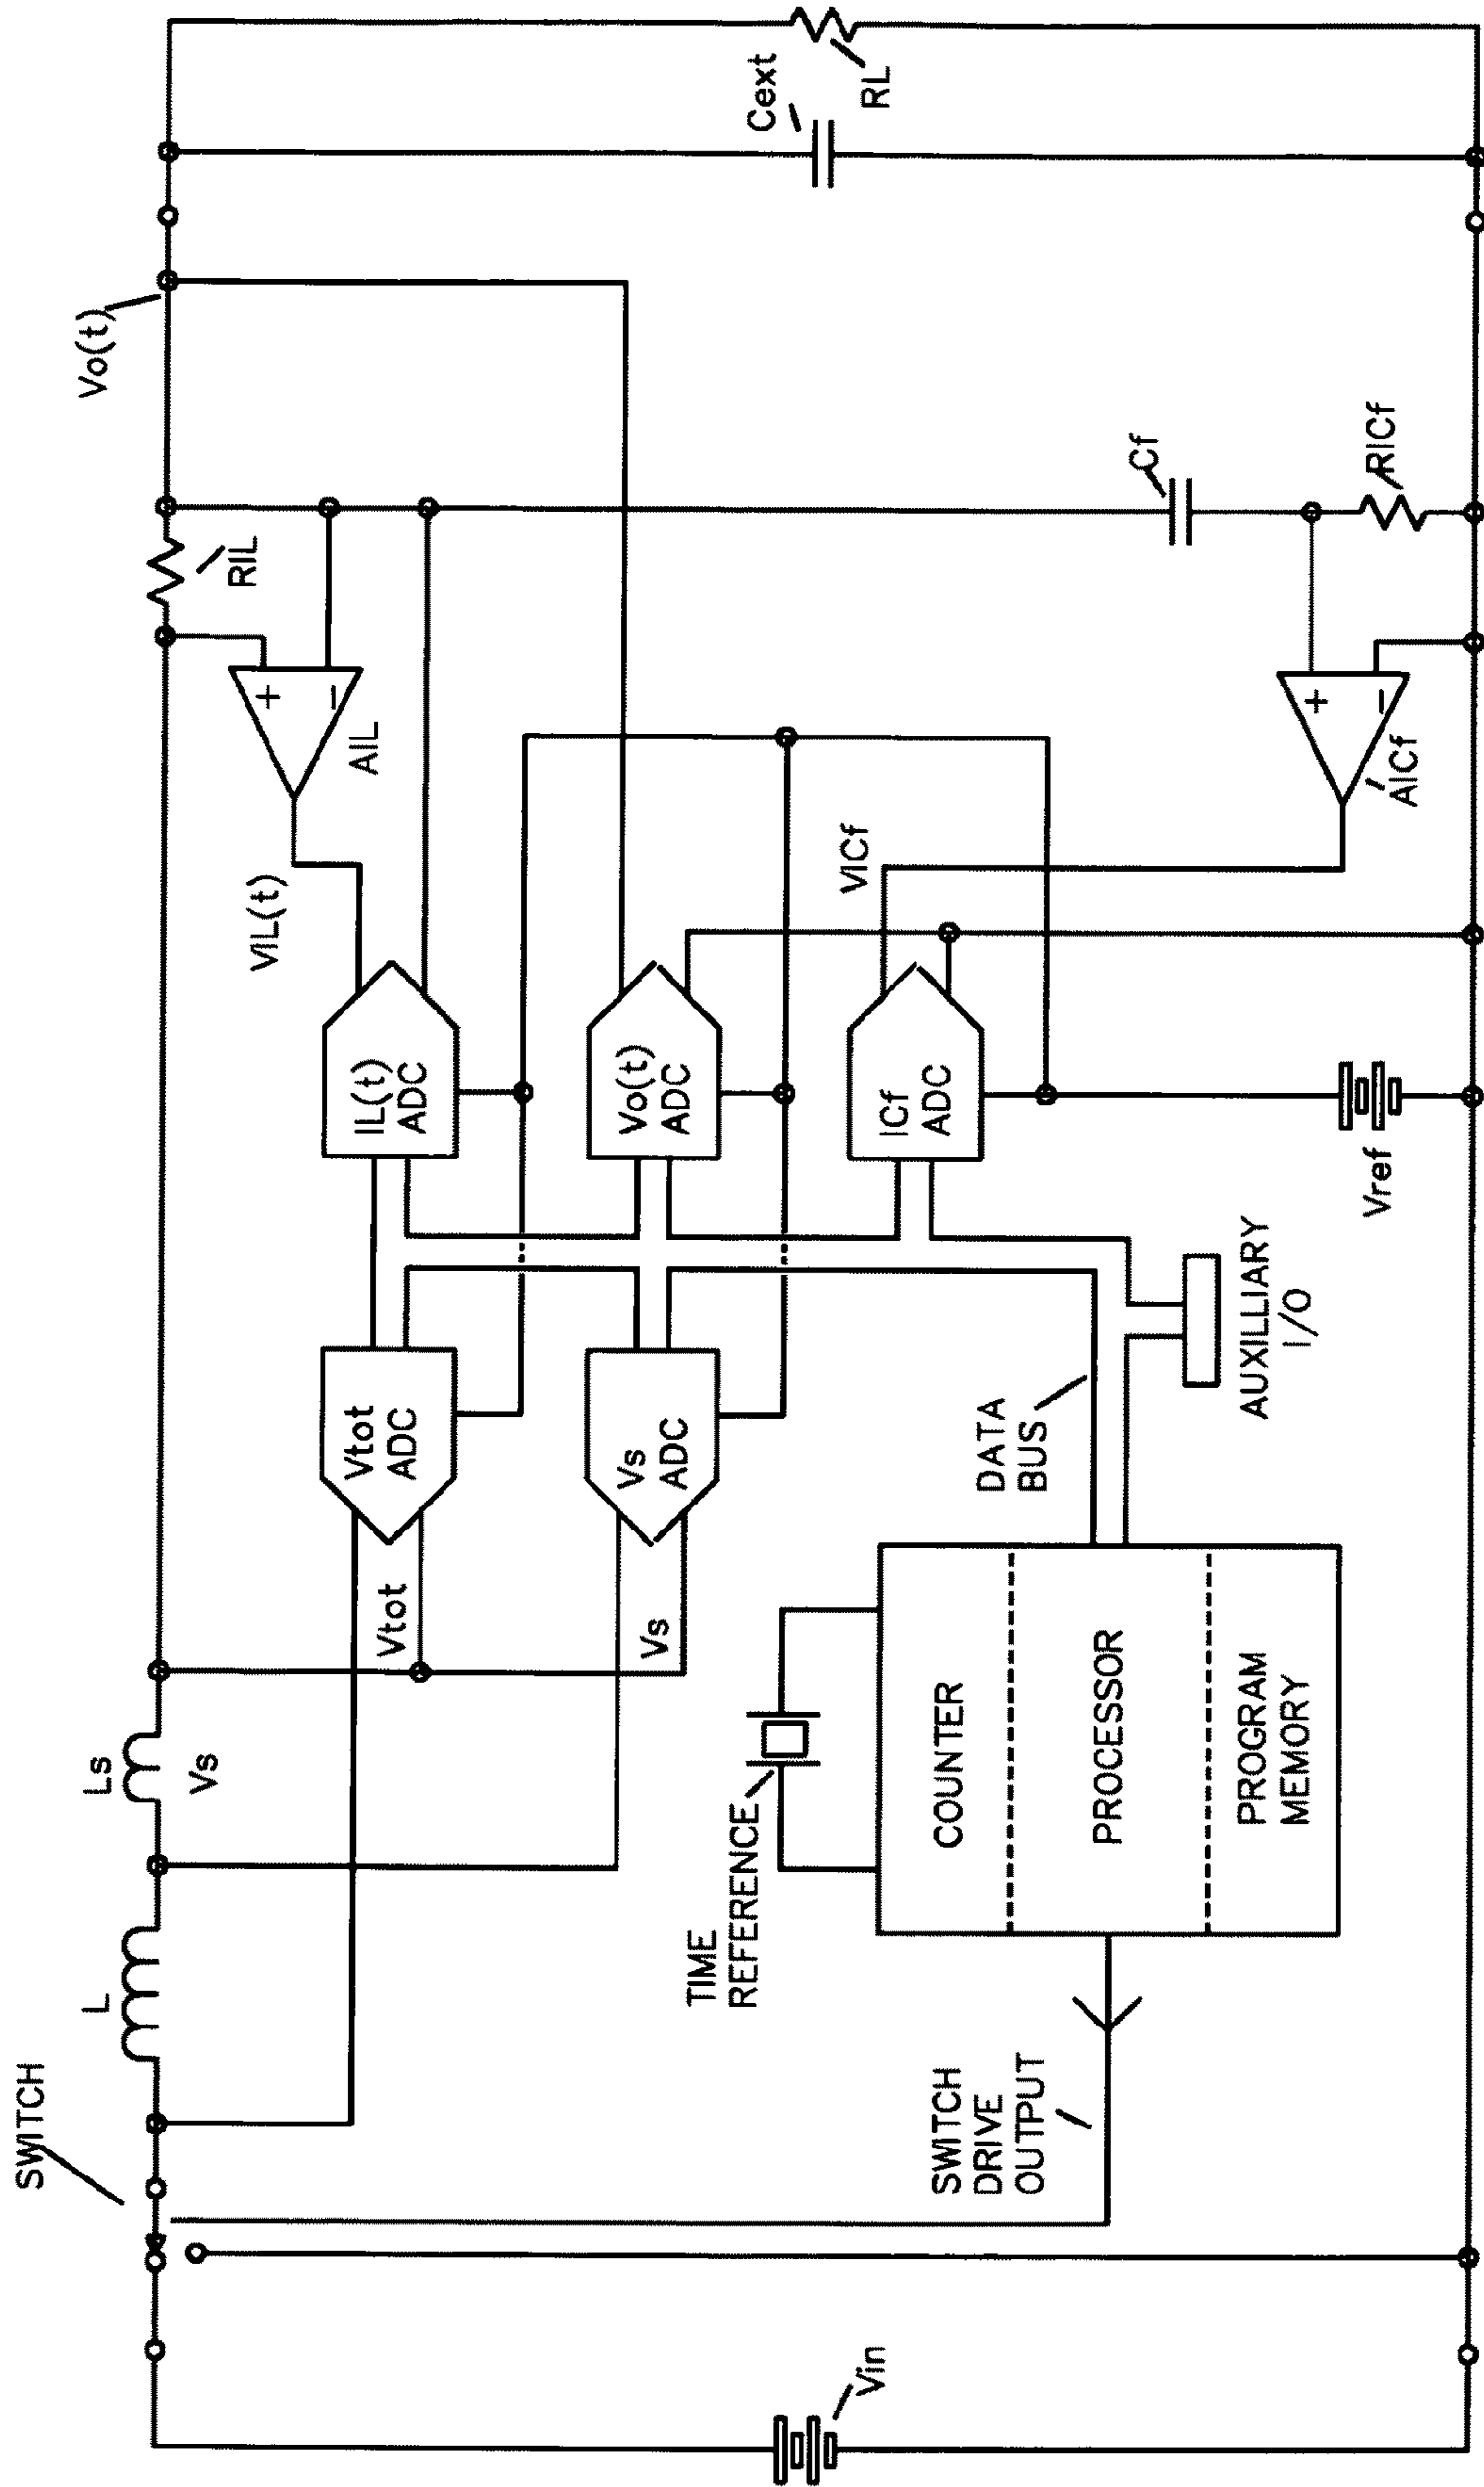 SWITCH
L
Ls
Vs
RIL
Vo(t)
AIL
+
−
VIL(t)
Vtot
ADC
Vtot
IL(t)
ADC
Vs
ADC
Vs
Vo(t)
ADC
ICf
ADC
VICf
Cf
RICf
AICf
+
−
Cext
RL
Vin
TIME
REFERENCE
COUNTER
PROCESSOR
PROGRAM
MEMORY
SWITCH
DRIVE
OUTPUT
DATA
BUS
AUXILLIARY
I/O
Vref